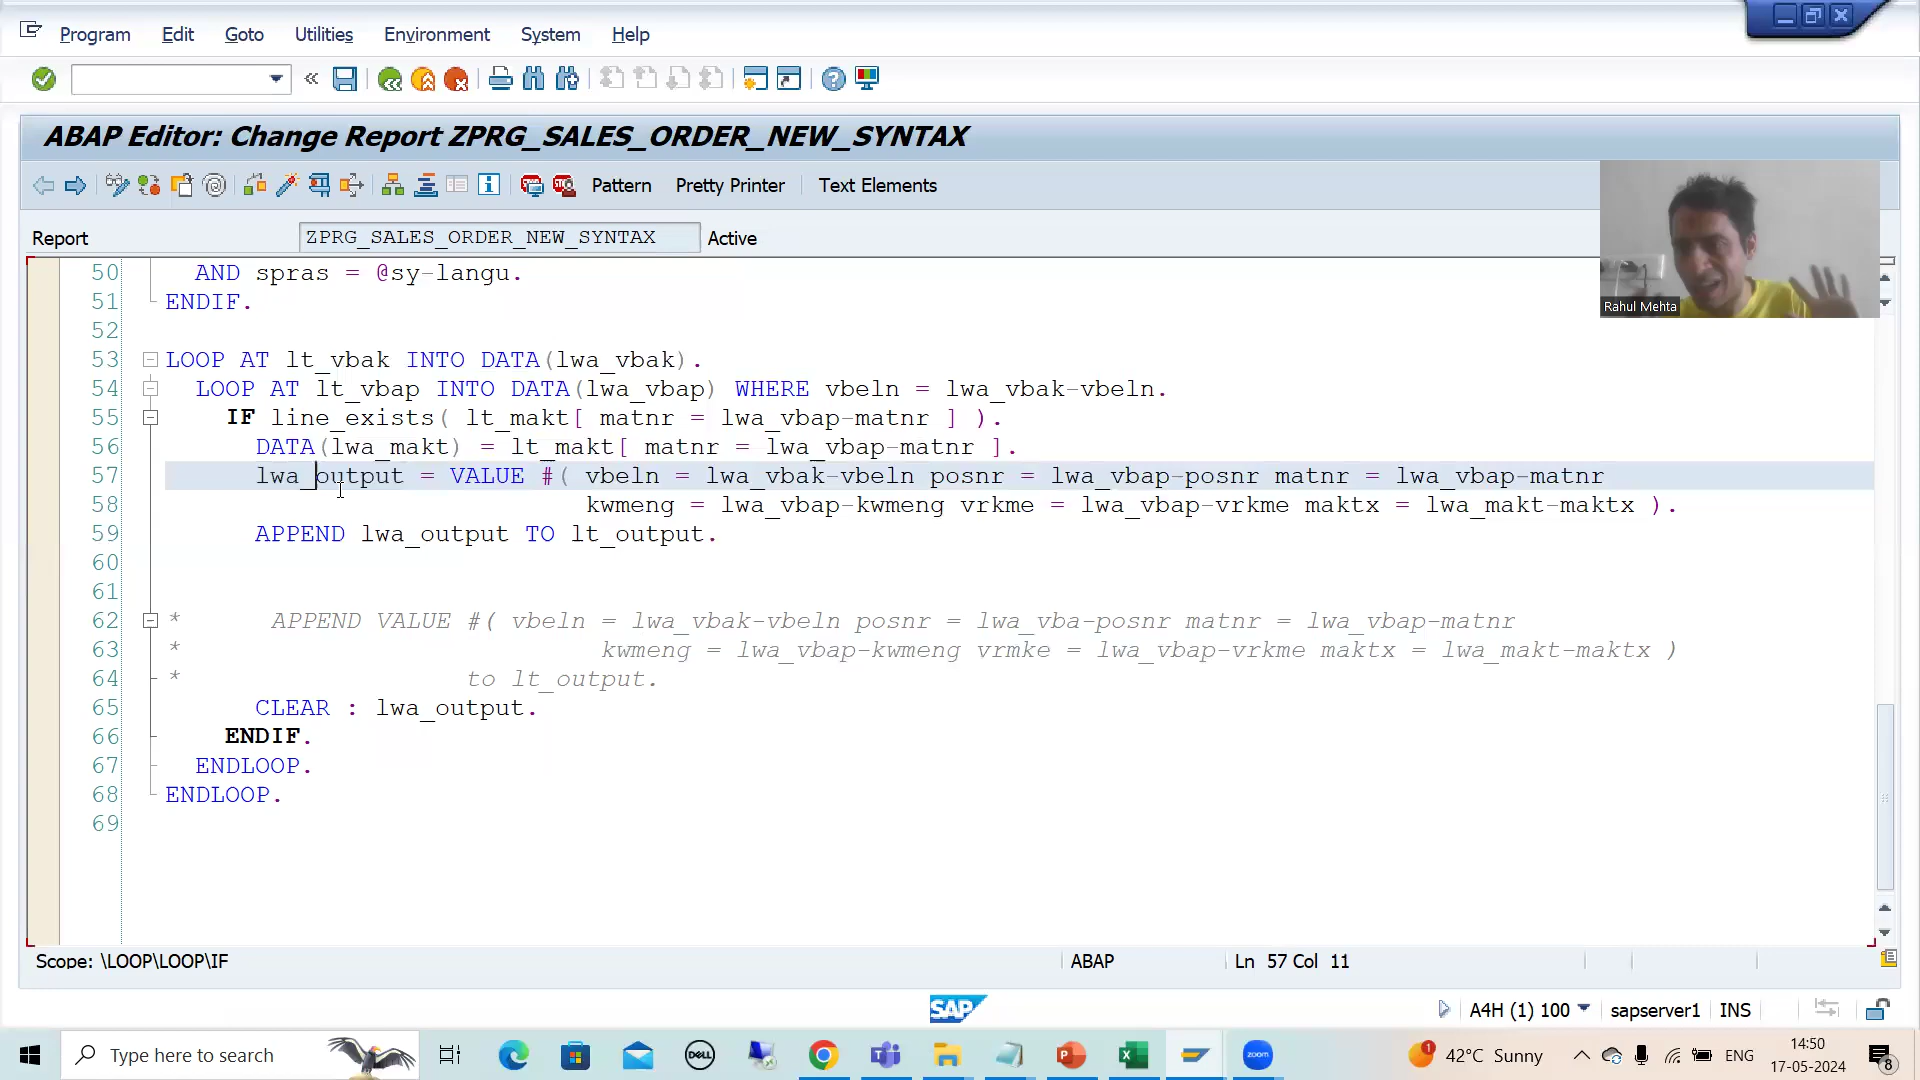 Program Edit Goto Utilities Environment System Help
ABAP Editor: Change Report ZPRG_SALES_ORDER_NEW_SYNTAX
Pattern Pretty Printer Text Elements
Report ZPRG_SALES_ORDER_NEW_SYNTAX Active
Rahul Mehta
50 AND spras = @sy-langu.
51 ENDIF.
52
53 LOOP AT lt_vbak INTO DATA(lwa_vbak).
54 LOOP AT lt_vbap INTO DATA(lwa_vbap) WHERE vbeln = lwa_vbak-vbeln.
55 IF line_exists( lt_makt[ matnr = lwa_vbap-matnr ] ).
56 DATA(lwa_makt) = lt_makt[ matnr = lwa_vbap-matnr ].
57 lwa_output = VALUE #( vbeln = lwa_vbak-vbeln posnr = lwa_vbap-posnr matnr = lwa_vbap-matnr
58 kwmeng = lwa_vbap-kwmeng vrkme = lwa_vbap-vrkme maktx = lwa_makt-maktx ).
59 APPEND lwa_output TO lt_output.
60
61
62 * APPEND VALUE #( vbeln = lwa_vbak-vbeln posnr = lwa_vba-posnr matnr = lwa_vbap-matnr
63 * kwmeng = lwa_vbap-kwmeng vrmke = lwa_vbap-vrkme maktx = lwa_makt-maktx )
64 * to lt_output.
65 CLEAR : lwa_output.
66 ENDIF.
67 ENDLOOP.
68 ENDLOOP.
69
Scope: \LOOP\LOOP\IF ABAP Ln 57 Col 11
SAP A4H (1) 100 sapserver1 INS
Type here to search DELL zoom 1 42°C Sunny ENG 14:50
17-05-2024 8